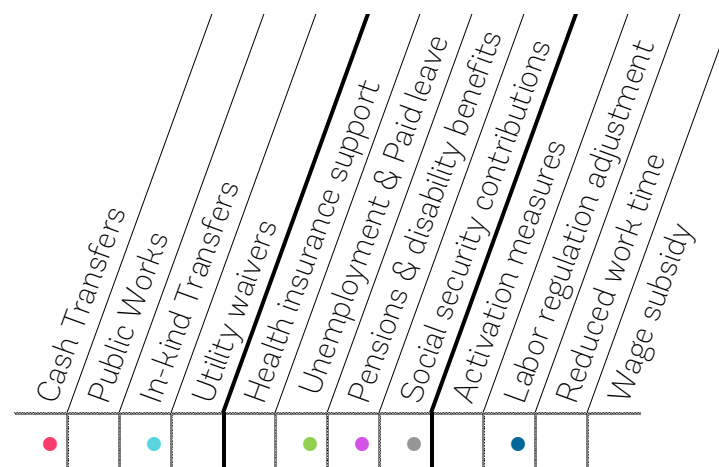 Cash Transfers
Public Works
In-kind Transfers
Utility waivers
Health insurance support
Unemployment & Paid leave
Pensions & disability benefits
Social security contributions
Activation measures
Labor regulation adjustment
Reduced work time
Wage subsidy